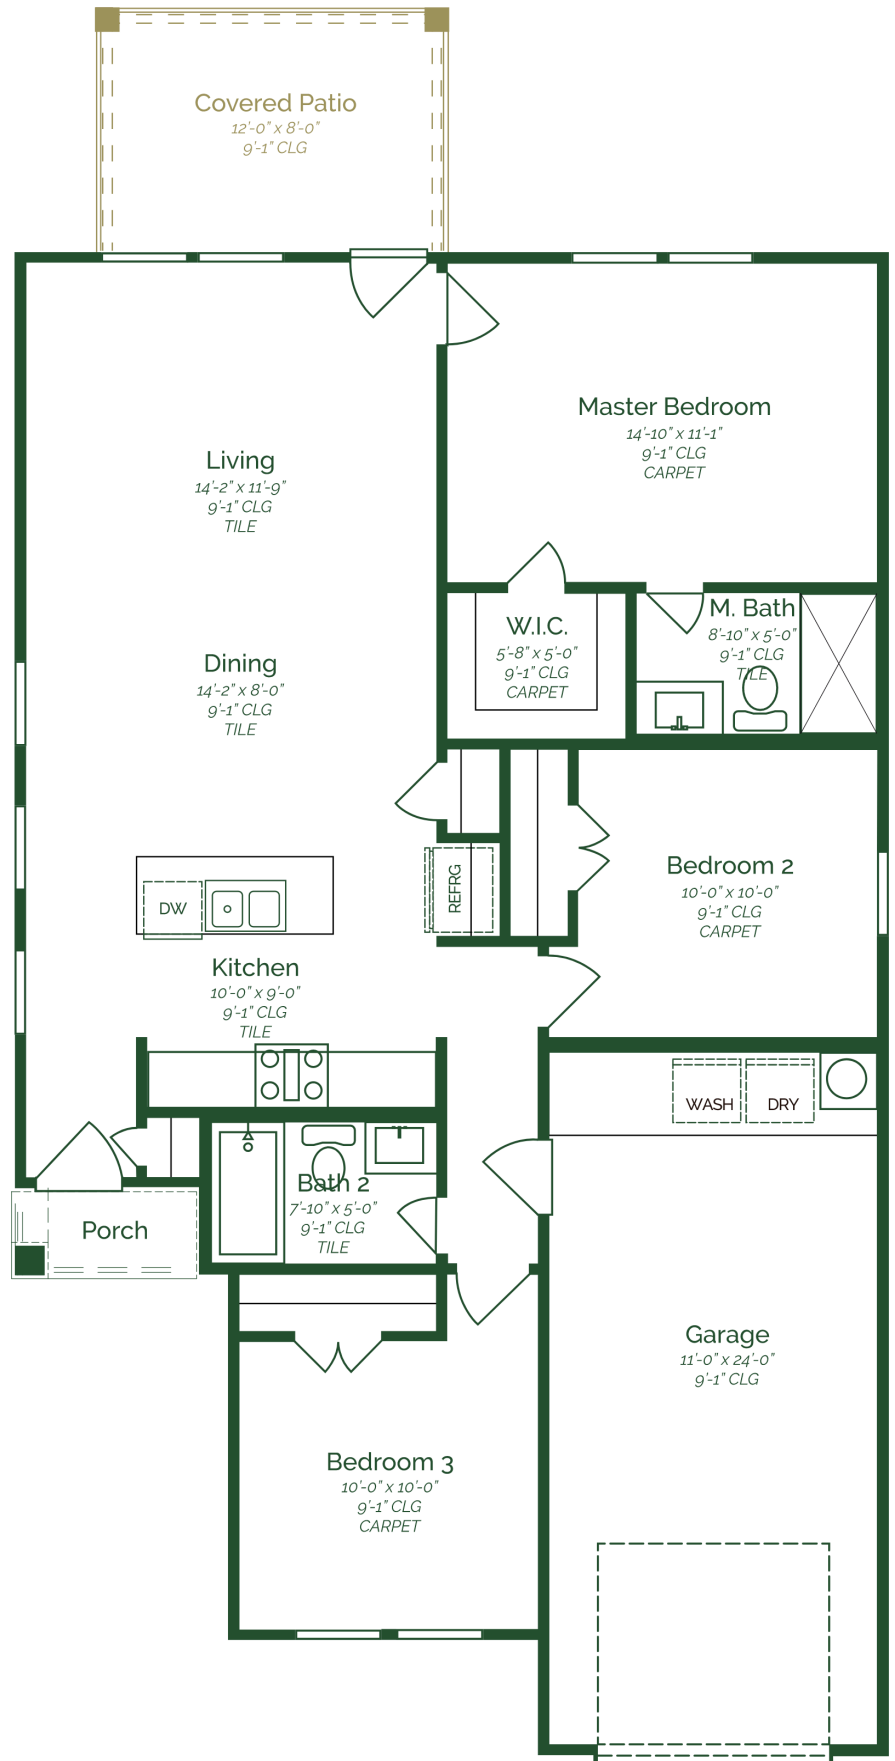 Covered Patio
12'-0" x 8'-0"
9'-1" CLG
Master Bedroom
14'-10" x 11'-1"
9'-1" CLG
CARPET
Living
14'-2" x 11'-9"
9'-1" CLG
TILE
W.I.C.
5'-8" x 5'-0"
9'-1" CLG
CARPET
M. Bath
8'-10" x 5'-0"
9'-1" CLG
TILE
Dining
14'-2" x 8'-0"
9'-1" CLG
TILE
Bedroom 2
10'-0" x 10'-0"
9'-1" CLG
CARPET
REFRG
DW
Kitchen
10'-0" x 9'-0"
9'-1" CLG
TILE
WASH
DRY
Bath 2
7'-10" x 5'-0"
9'-1" CLG
TILE
Porch
Garage
11'-0" x 24'-0"
9'-1" CLG
Bedroom 3
10'-0" x 10'-0"
9'-1" CLG
CARPET